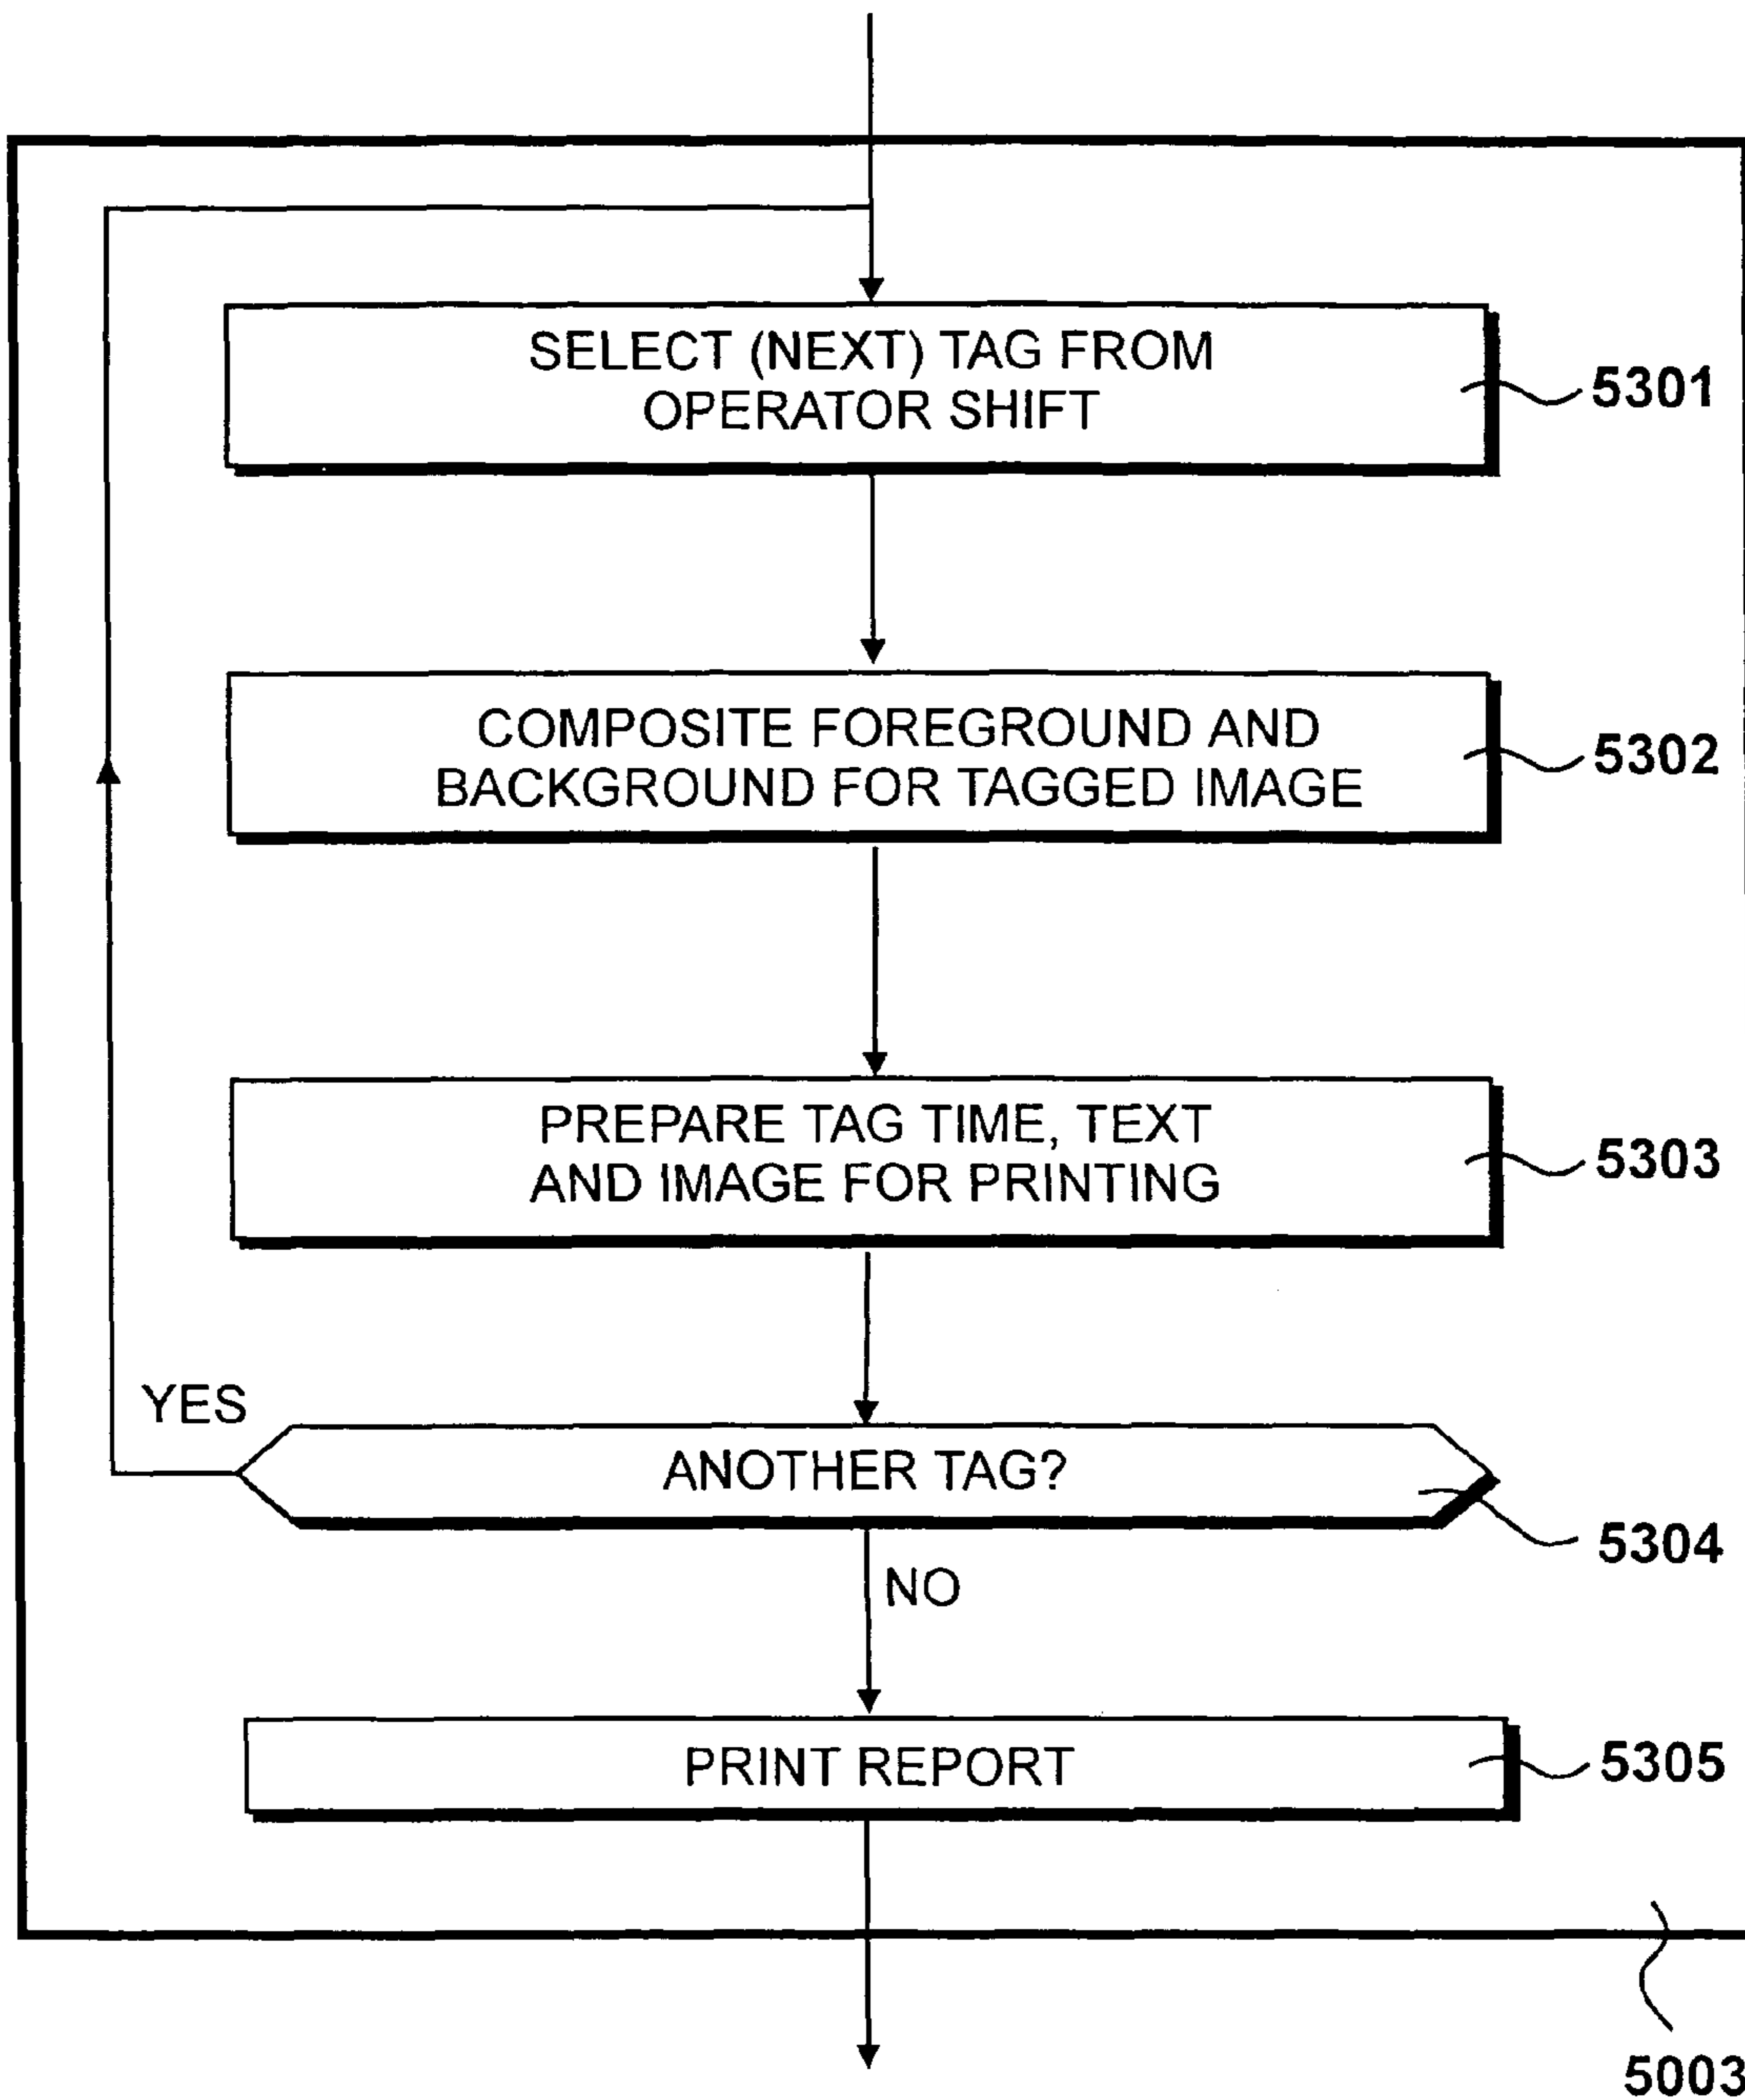 SELECT (NEXT) TAG FROM
OPERATOR SHIFT
5301
COMPOSITE FOREGROUND AND
BACKGROUND FOR TAGGED IMAGE
5302
PREPARE TAG TIME, TEXT
AND IMAGE FOR PRINTING
5303
YES
ANOTHER TAG?
5304
NO
PRINT REPORT
5305
5003